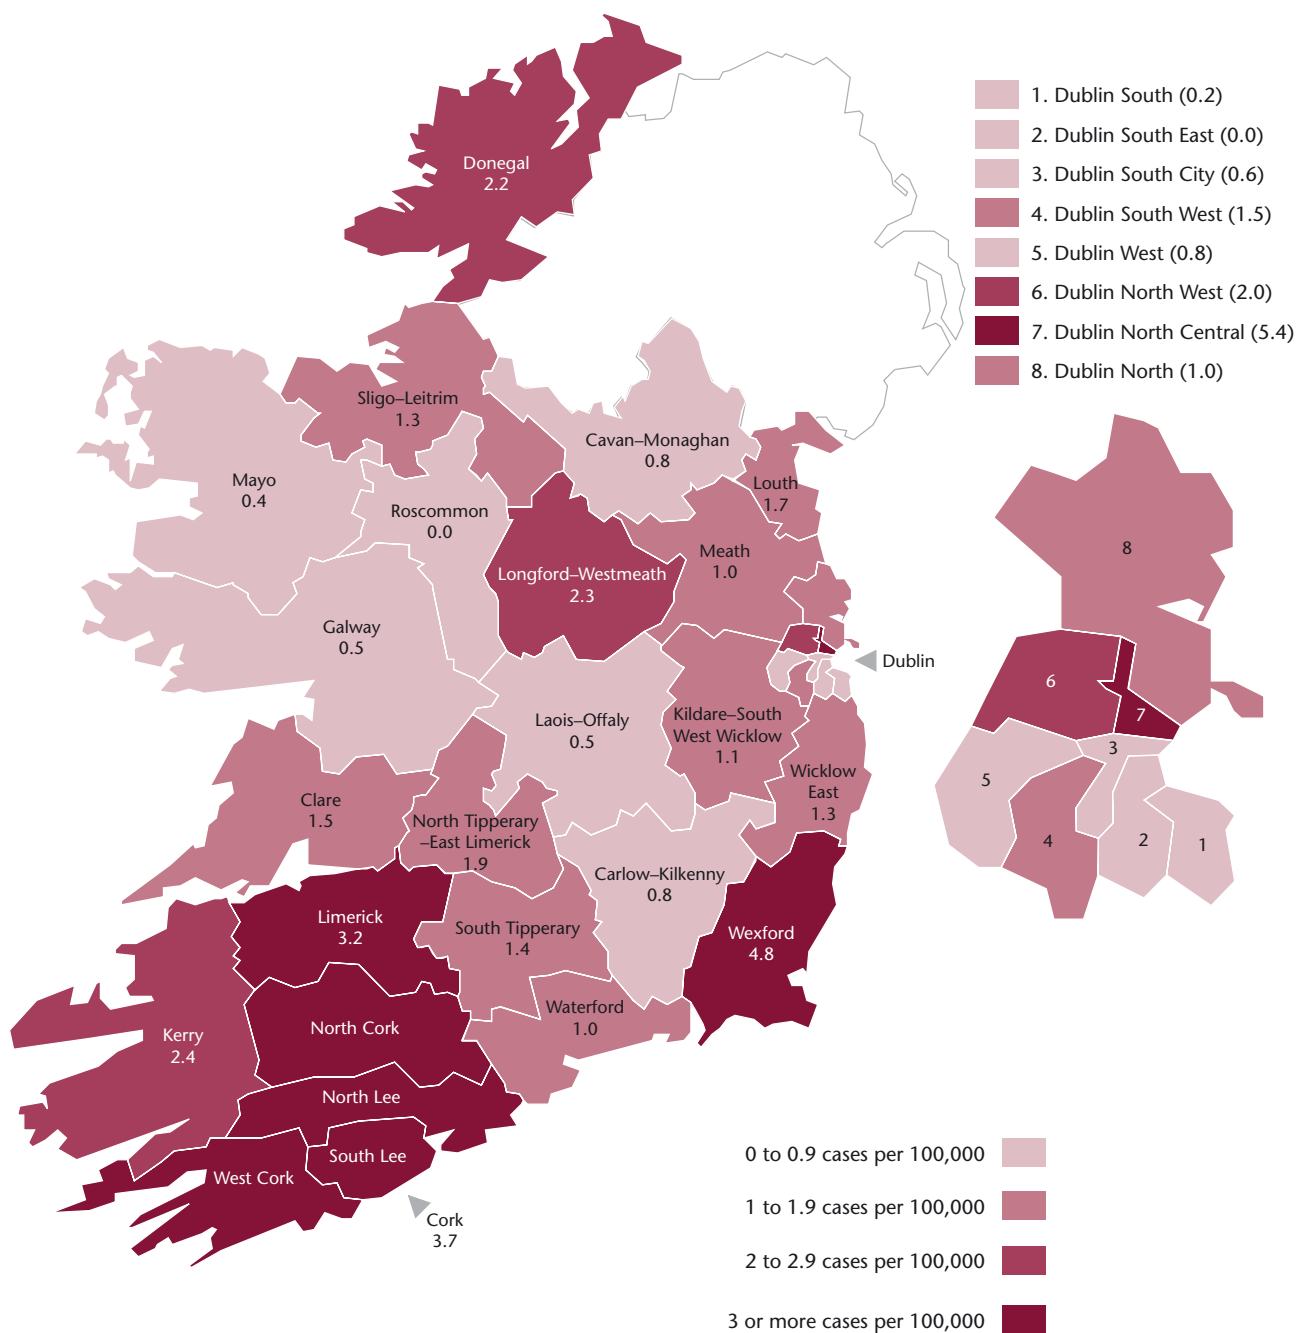 Donegal
2.2
1. Dublin South (0.2)
2. Dublin South East (0.0)
3. Dublin South City (0.6)
4. Dublin South West (1.5)
5. Dublin West (0.8)
6. Dublin North West (2.0)
7. Dublin North Central (5.4)
8. Dublin North (1.0)
Sligo–Leitrim
1.3
Cavan–Monaghan
0.8
Mayo
0.4
Roscommon
0.0
Louth
1.7
Meath
1.0
Longford–Westmeath
2.3
Galway
0.5
Dublin
Laois–Offaly
0.5
Kildare–South
West Wicklow
1.1
Wicklow
East
1.3
Clare
1.5
North Tipperary
–East Limerick
1.9
Carlow–Kilkenny
0.8
Limerick
3.2
South Tipperary
1.4
Wexford
4.8
Waterford
1.0
Kerry
2.4
North Cork
North Lee
South Lee
West Cork
Cork
3.7
8
6
7
3
5
4
2
1
0 to 0.9 cases per 100,000
1 to 1.9 cases per 100,000
2 to 2.9 cases per 100,000
3 or more cases per 100,000